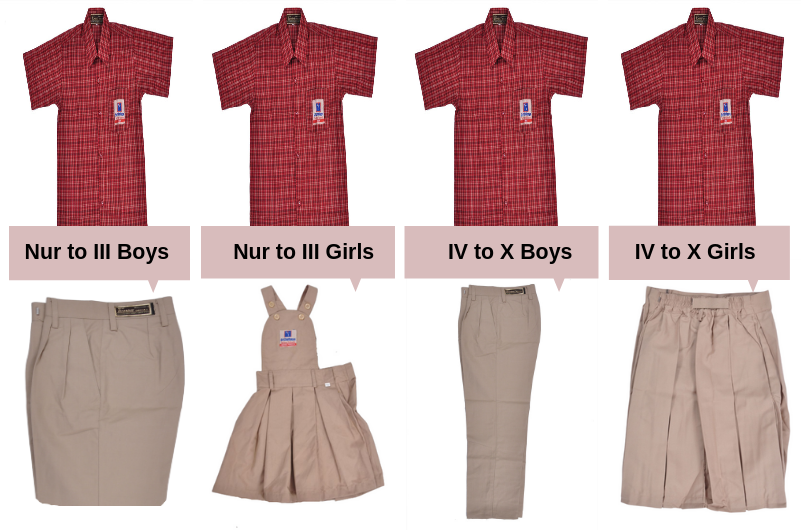 Nur to III Boys
Nur to III Girls
IV to X Boys
IV to X Girls